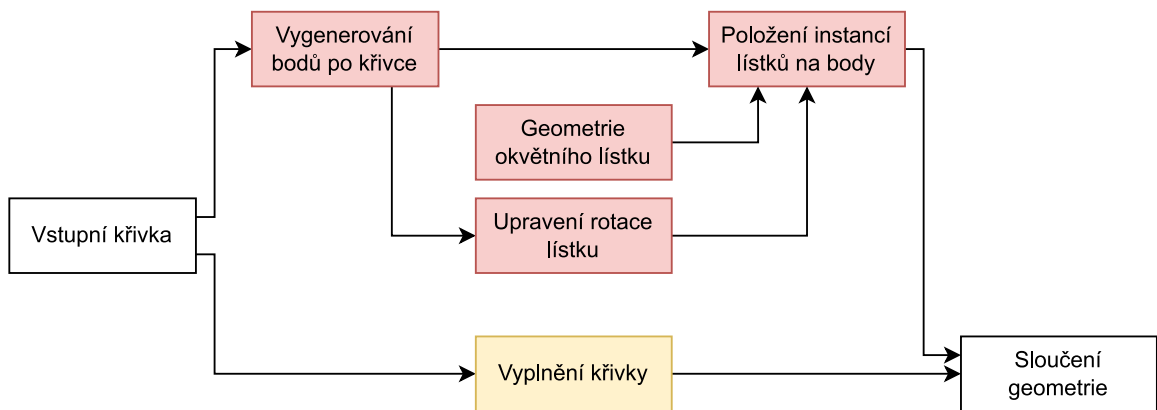 Vygenerování
bodů po křivce
Položení instancí
lístků na body
Geometrie
okvětního lístku
Vstupní křivka
Upravení rotace
lístku
Vyplnění křivky
Sloučení
geometrie